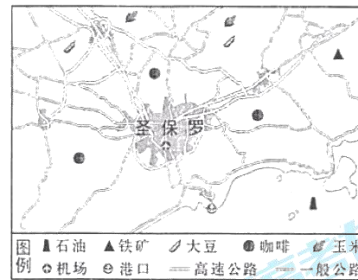 圣保罗
图例
石油 铁矿 大豆 咖啡 玉米
机场 港口 高速公路 一般公路